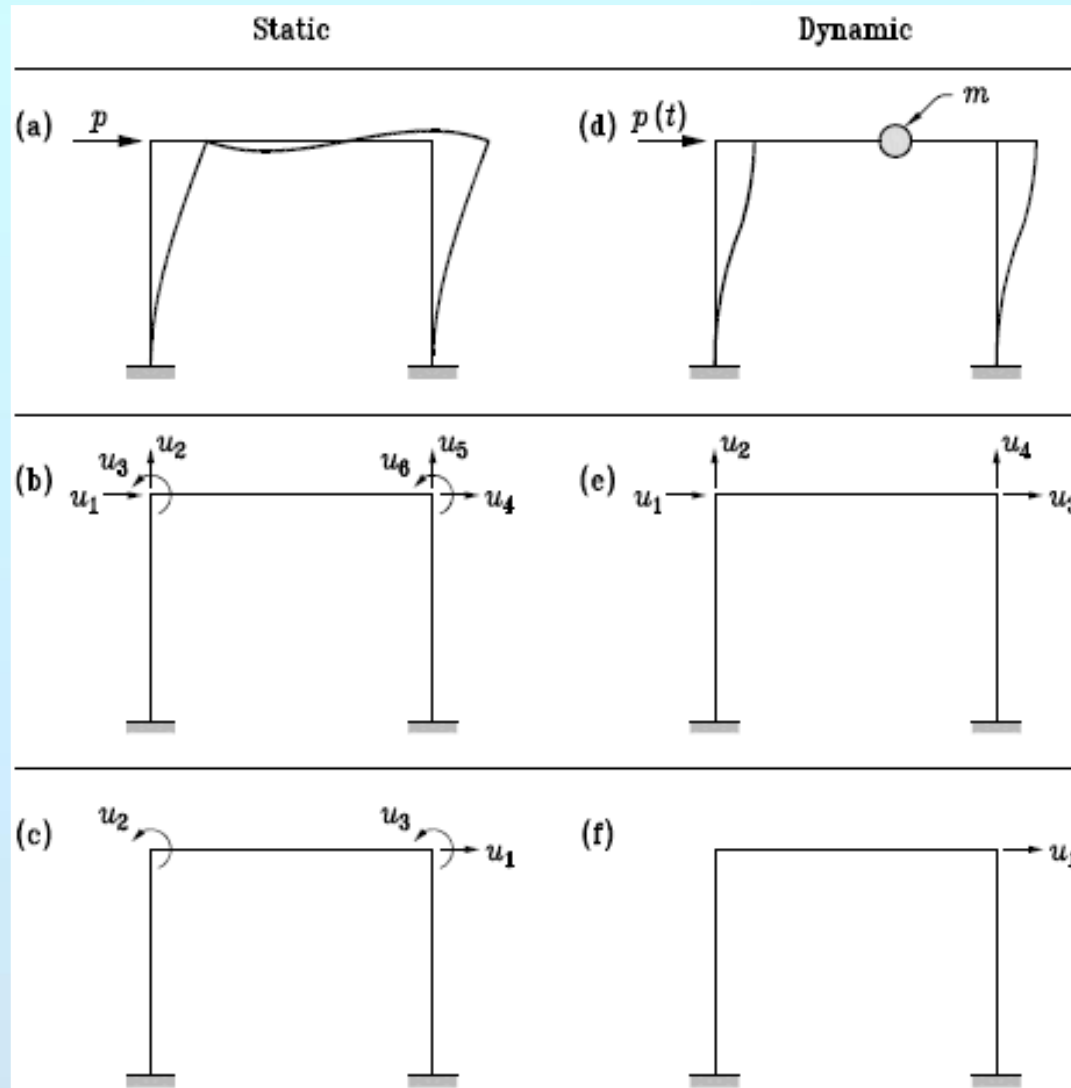 Static Dynamic
(a) p (d) p(t) m
(b) u₁ u₂ u₃ u₄ u₅ u₆ (e) u₁ u₂ u₄
(c) u₂ u₃ u₁ (f)